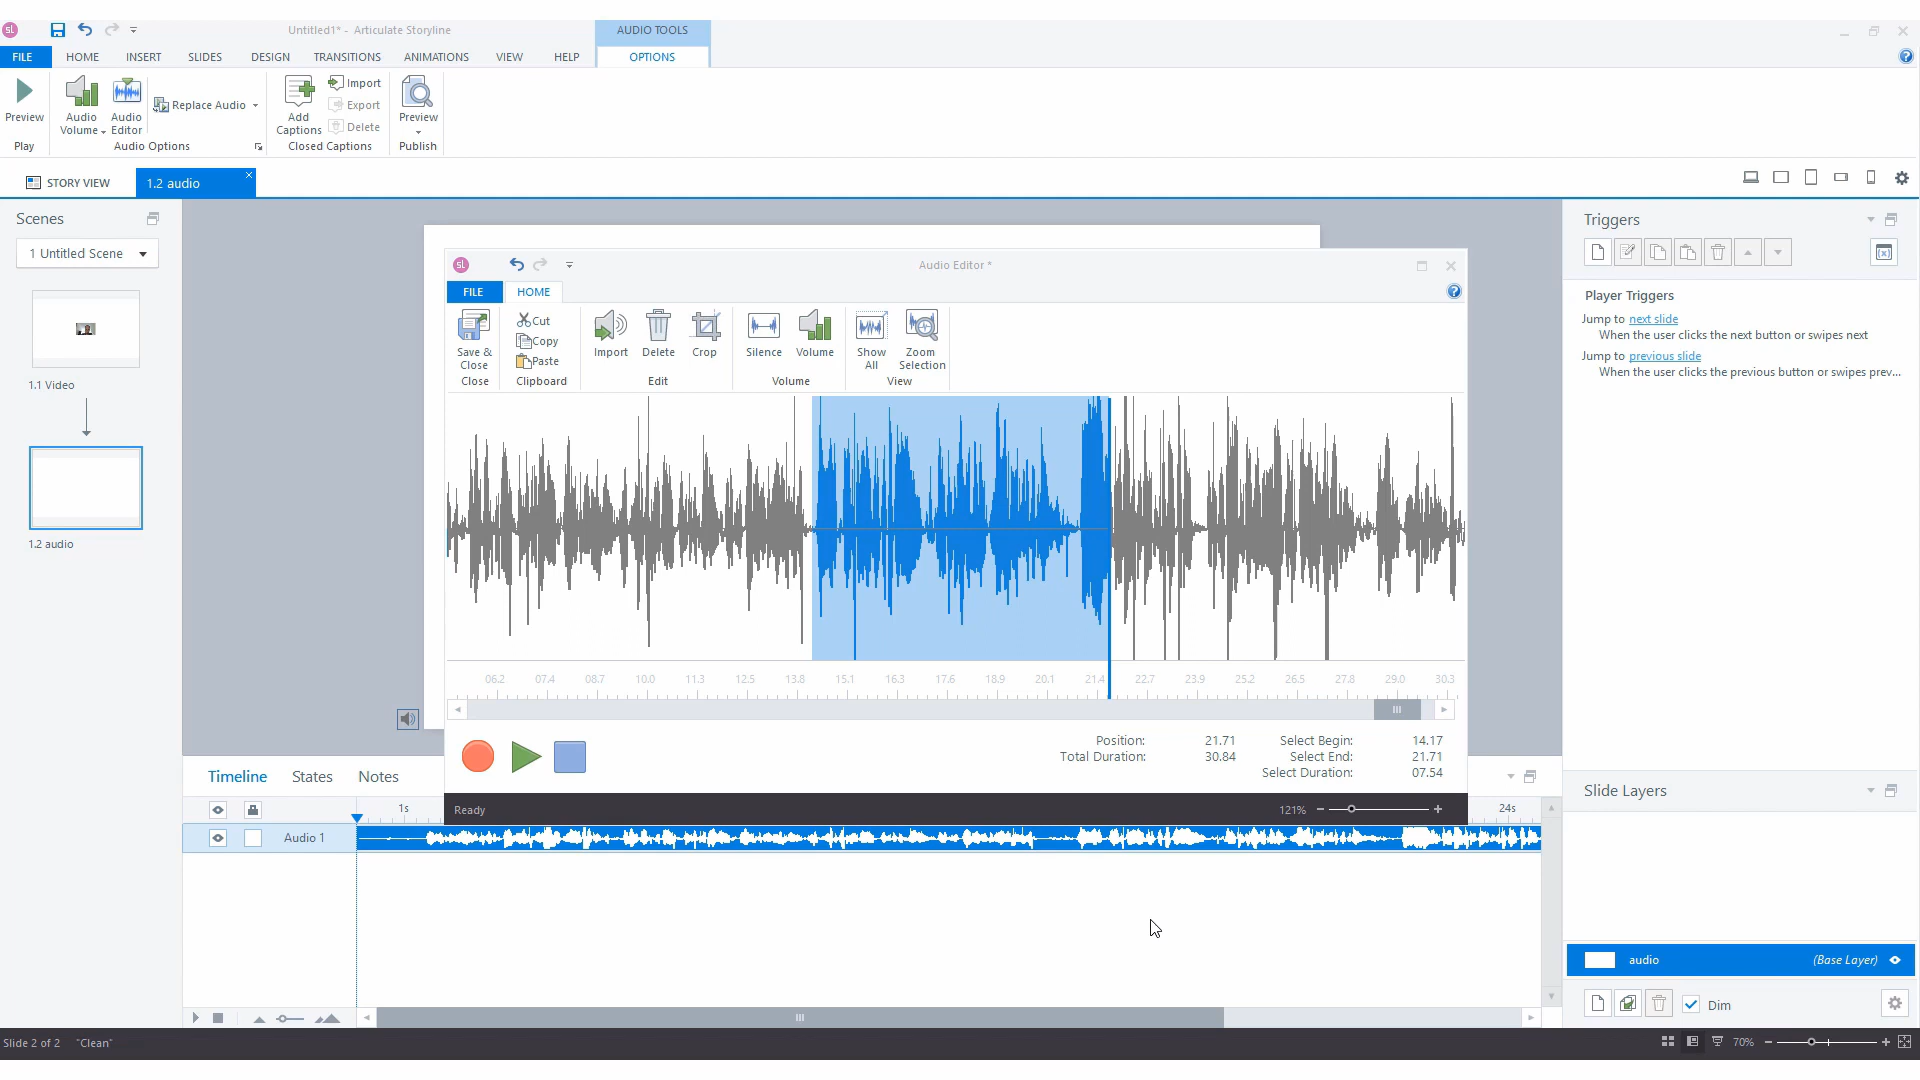 Untitled1* - Articulate Storyline
AUDIO TOOLS
FILE HOME INSERT SLIDES DESIGN TRANSITIONS ANIMATIONS VIEW HELP OPTIONS
Preview
Play
Audio Volume
Audio Editor
Replace Audio
Audio Options
Add Captions
Import
Export
Delete
Closed Captions
Preview
Publish
STORY VIEW
1.2 audio
Scenes
1 Untitled Scene
1.1 Video
1.2 audio
Audio Editor *
FILE HOME
Save & Close
Close
Cut
Copy
Paste
Clipboard
Import
Delete
Crop
Edit
Silence
Volume
Volume
Show All
Zoom Selection
View
06.2 07.4 08.7 10.0 11.3 12.5 13.8 15.1 16.3 17.6 18.9 20.1 21.4 22.7 23.9 25.2 26.5 27.8 29.0 30.3
Position: 21.71 Select Begin: 14.17
Total Duration: 30.84 Select End: 21.71
Select Duration: 07.54
Ready
121%
Timeline States Notes
1s 24s
Audio 1
Triggers
Player Triggers
Jump to next slide
When the user clicks the next button or swipes next
Jump to previous slide
When the user clicks the previous button or swipes prev...
Slide Layers
audio (Base Layer)
Dim
Slide 2 of 2 "Clean"
70%